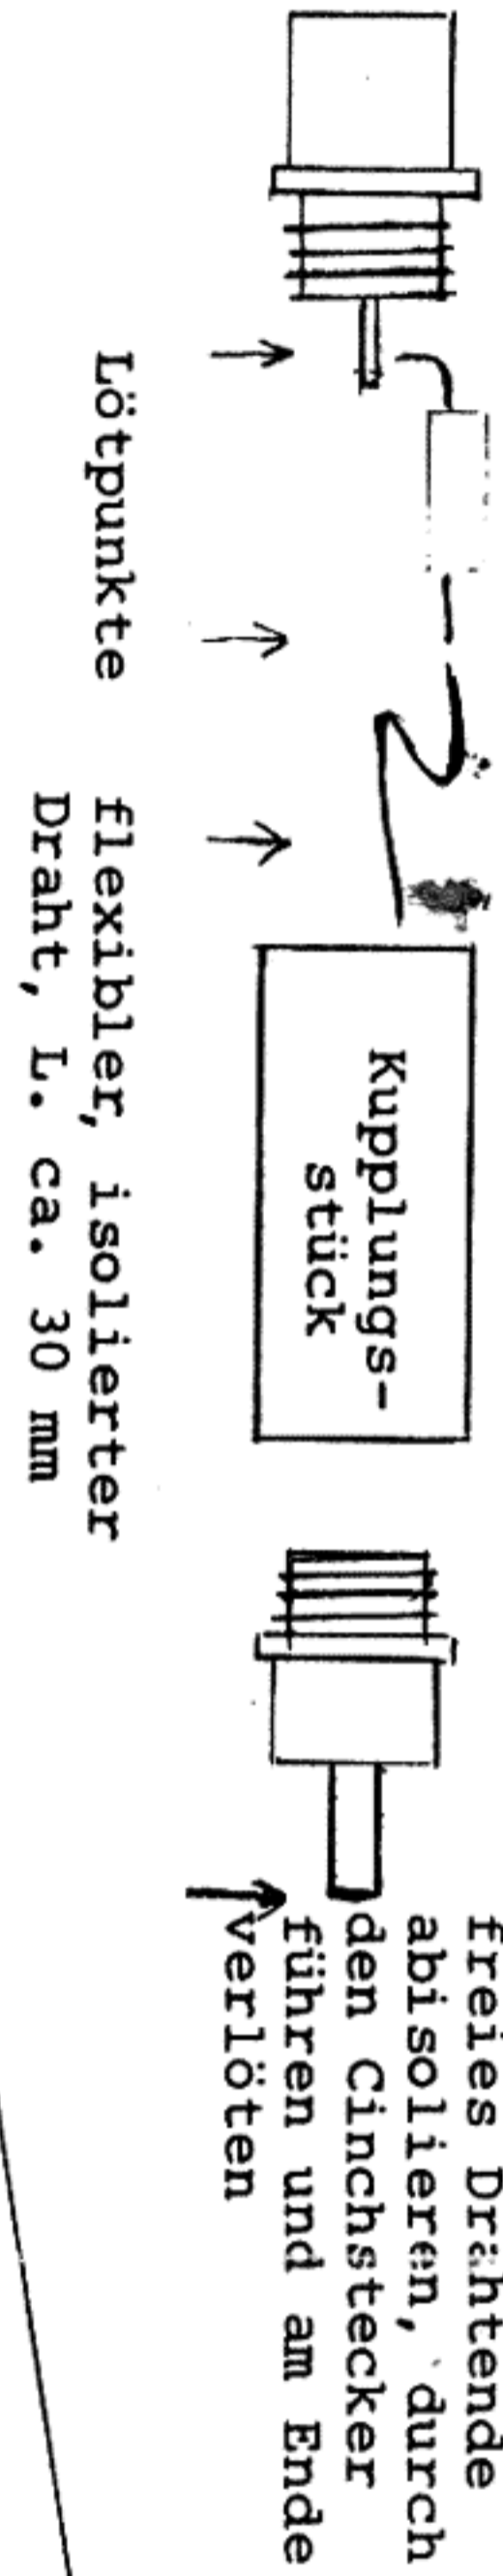 Lötpunkte
flexibler, isolierter
Draht, L. ca. 30 mm
Kupplungs-
stück
freies Drahtende
abisolieren, durch
den Cinchstecker
führen und am Ende
verlöten